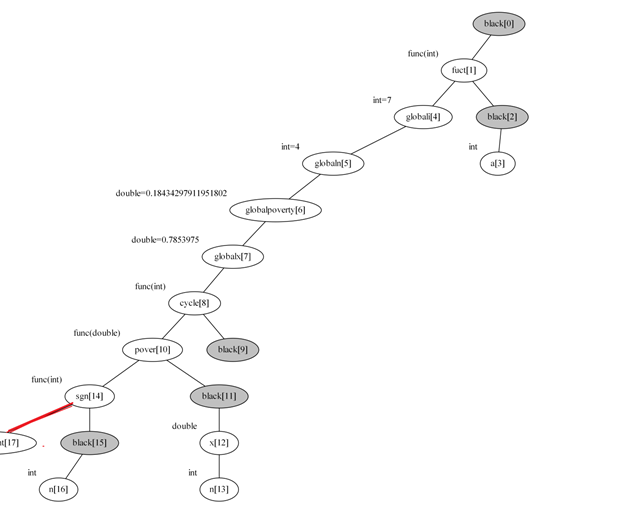 black[0]
func(int)
fuct[1]
int=7
globali[4]
black[2]
int=4
int
globaln[5]
a[3]
double=0.18434297911951802
globalpoverty[6]
double=0.7853975
globalx[7]
func(int)
cycle[8]
func(double)
pover[10]
black[9]
func(int)
sgn[14]
black[11]
double
nt[17]
black[15]
x[12]
int
int
n[16]
n[13]